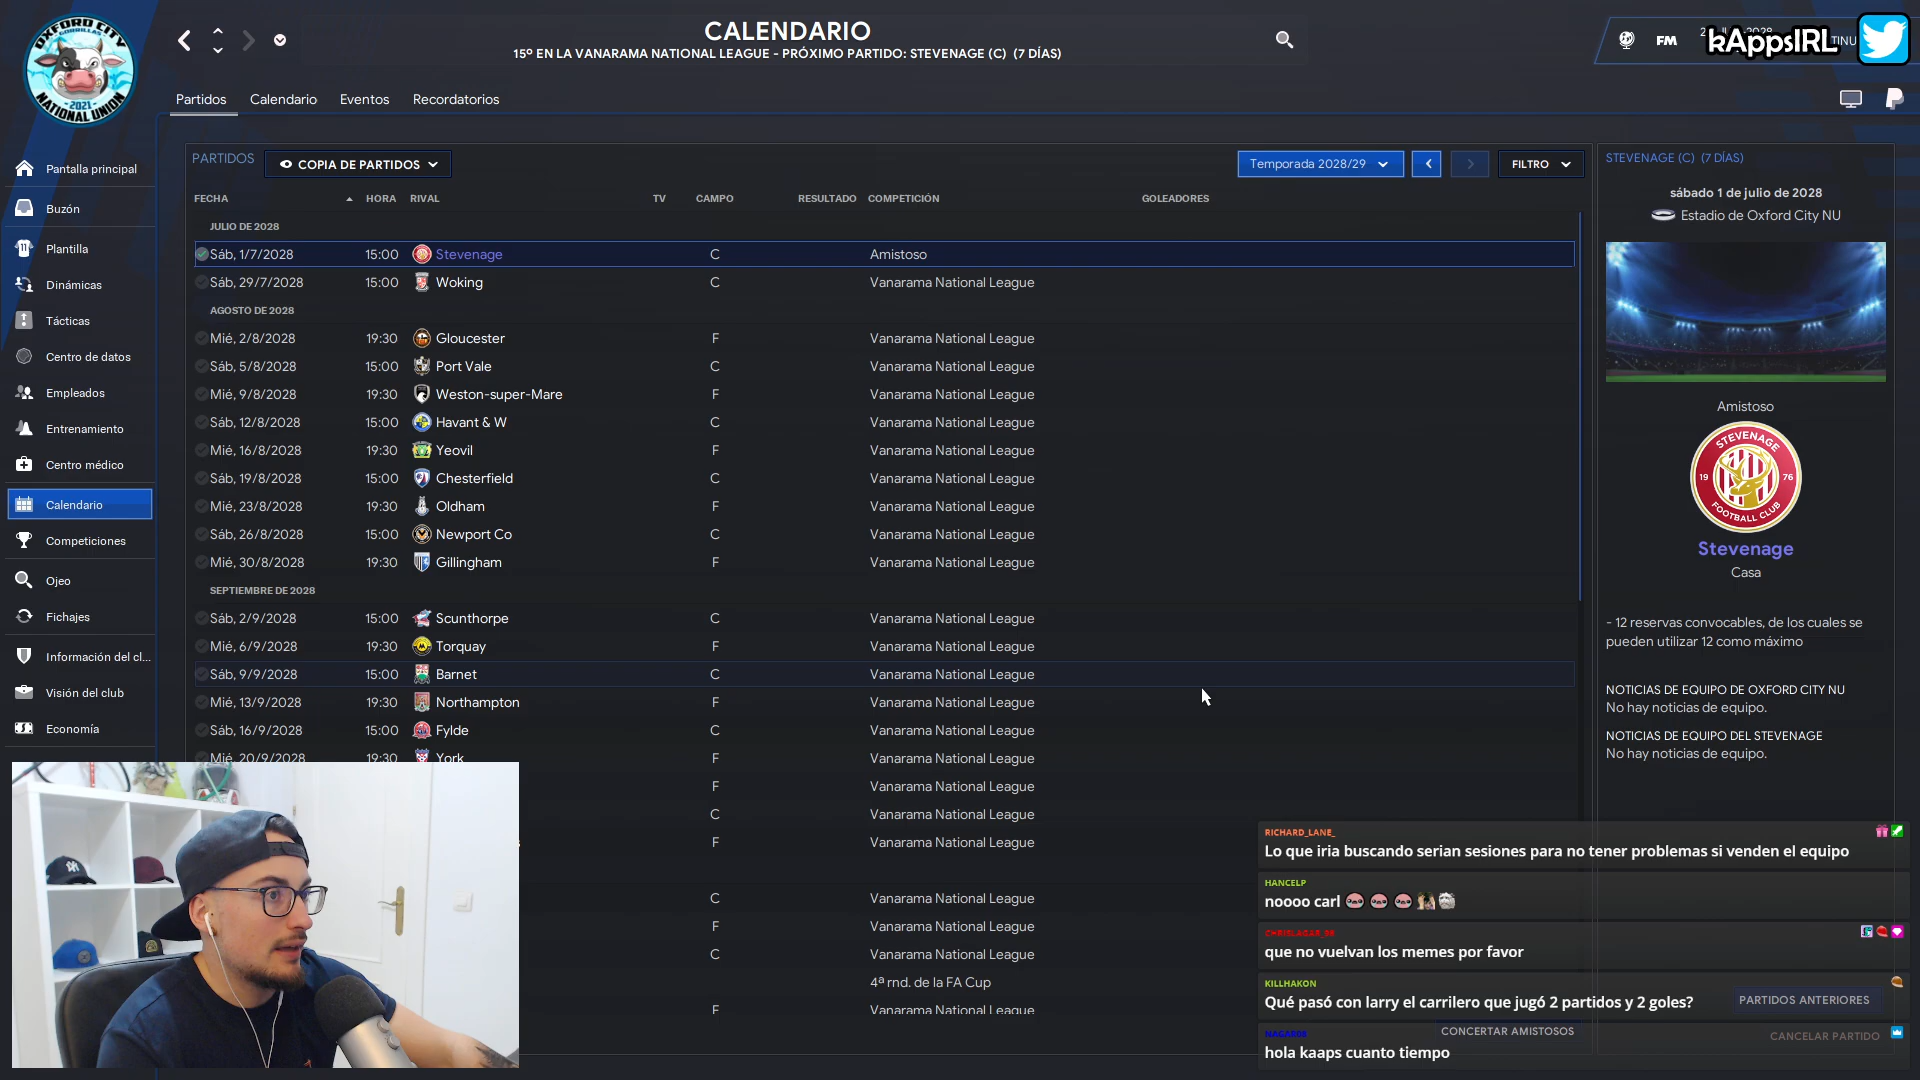 OXFORD CITY
GORRILLAS
- 2021 -
NATIONAL UNION
CALENDARIO
15º EN LA VANARAMA NATIONAL LEAGUE - PRÓXIMO PARTIDO: STEVENAGE (C) (7 DÍAS)
FM
kAppsIRL
Partidos
Calendario
Eventos
Recordatorios
Pantalla principal
Buzón
Plantilla
Dinámicas
Tácticas
Centro de datos
Empleados
Entrenamiento
Centro médico
Calendario
Competiciones
Ojeo
Fichajes
Información del cl...
Visión del club
Economía
PARTIDOS
COPIA DE PARTIDOS
Temporada 2028/29
FILTRO
FECHA HORA RIVAL TV CAMPO RESULTADO COMPETICIÓN GOLEADORES
JULIO DE 2028
Sáb, 1/7/2028 15:00 Stevenage C Amistoso
Sáb, 29/7/2028 15:00 Woking C Vanarama National League
AGOSTO DE 2028
Mié, 2/8/2028 19:30 Gloucester F Vanarama National League
Sáb, 5/8/2028 15:00 Port Vale C Vanarama National League
Mié, 9/8/2028 19:30 Weston-super-Mare F Vanarama National League
Sáb, 12/8/2028 15:00 Havant & W C Vanarama National League
Mié, 16/8/2028 19:30 Yeovil F Vanarama National League
Sáb, 19/8/2028 15:00 Chesterfield C Vanarama National League
Mié, 23/8/2028 19:30 Oldham F Vanarama National League
Sáb, 26/8/2028 15:00 Newport Co C Vanarama National League
Mié, 30/8/2028 19:30 Gillingham F Vanarama National League
SEPTIEMBRE DE 2028
Sáb, 2/9/2028 15:00 Scunthorpe C Vanarama National League
Mié, 6/9/2028 19:30 Torquay F Vanarama National League
Sáb, 9/9/2028 15:00 Barnet C Vanarama National League
Mié, 13/9/2028 19:30 Northampton F Vanarama National League
Sáb, 16/9/2028 15:00 Fylde C Vanarama National League
Mié, 20/9/2028 19:30 York F Vanarama National League
F Vanarama National League
C Vanarama National League
F Vanarama National League
C Vanarama National League
F Vanarama National League
C Vanarama National League
4ª rnd. de la FA Cup
F Vanarama National League
STEVENAGE (C) (7 DÍAS)
sábado 1 de julio de 2028
Estadio de Oxford City NU
Amistoso
STEVENAGE
19 76
FOOTBALL CLUB
Stevenage
Casa
- 12 reservas convocables, de los cuales se
pueden utilizar 12 como máximo
NOTICIAS DE EQUIPO DE OXFORD CITY NU
No hay noticias de equipo.
NOTICIAS DE EQUIPO DEL STEVENAGE
No hay noticias de equipo.
RICHARD_LANE_
Lo que iria buscando serian sesiones para no tener problemas si venden el equipo
HANCELP
noooo carl
que no vuelvan los memes por favor
KILLHAKON
Qué pasó con larry el carrilero que jugó 2 partidos y 2 goles?
PARTIDOS ANTERIORES
CONCERTAR AMISTOSOS
CANCELAR PARTIDO
hola kaaps cuanto tiempo